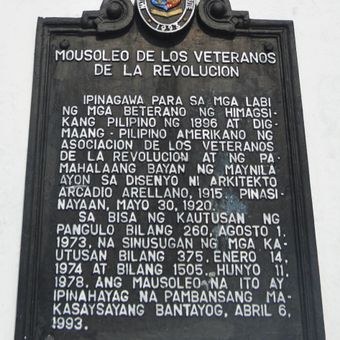 1993
MOUSOLEO DE LOS VETERANOS
DE LA REVOLUCION
IPINAGAWA PARA SA MGA LABI
NG MGA BETERANO NG HIMAGSI-
KANG PILIPINO NG 1896 AT DIG-
MAANG-PILIPINO AMERIKANO NG
ASOCIACION DE LOS VETERANOS
DE LA REVOLUCION AT NG PA-
MAHALAANG BAYAN NG MAYNILA
AYON SA DISENYO NI ARKITEKTO
ARCADIO ARELLANO, 1915. PINASI-
NAYAAN, MAYO 30, 1920.
SA BISA NG KAUTUSAN NG
PANGULO BILANG 260, AGOSTO 1,
1973, NA SINUSUGAN NG MGA KA-
UTUSAN BILANG 375, ENERO 14,
1974 AT BILANG 1505, HUNYO 11,
1978, ANG MAUSOLEO NA ITO AY
IPINAHAYAG NA PAMBANSANG MA-
KASAYSAYANG BANTAYOG, ABRIL 6,
1993.